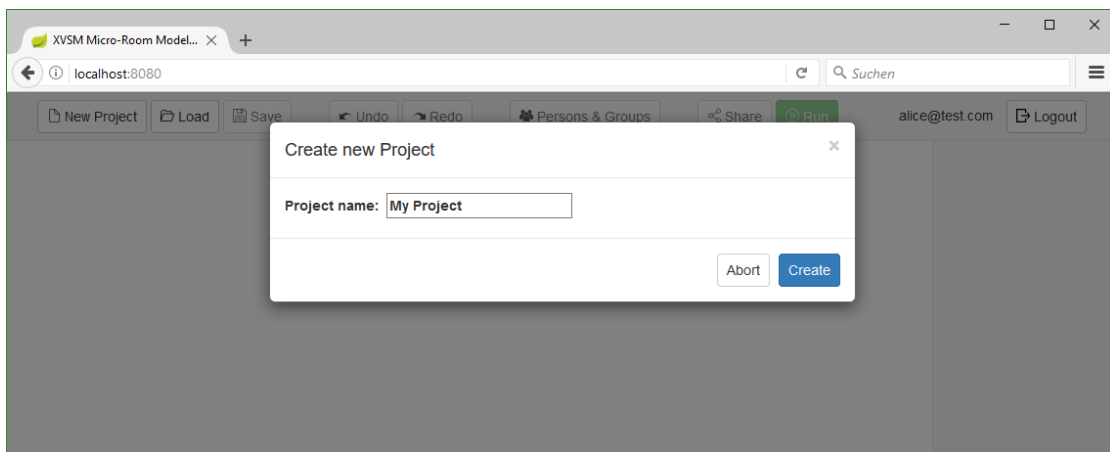 XVSM Micro-Room Model...
localhost:8080
Suchen
New Project Load Save Undo Redo Persons & Groups Share Run alice@test.com Logout
Create new Project
Project name: My Project
Abort Create